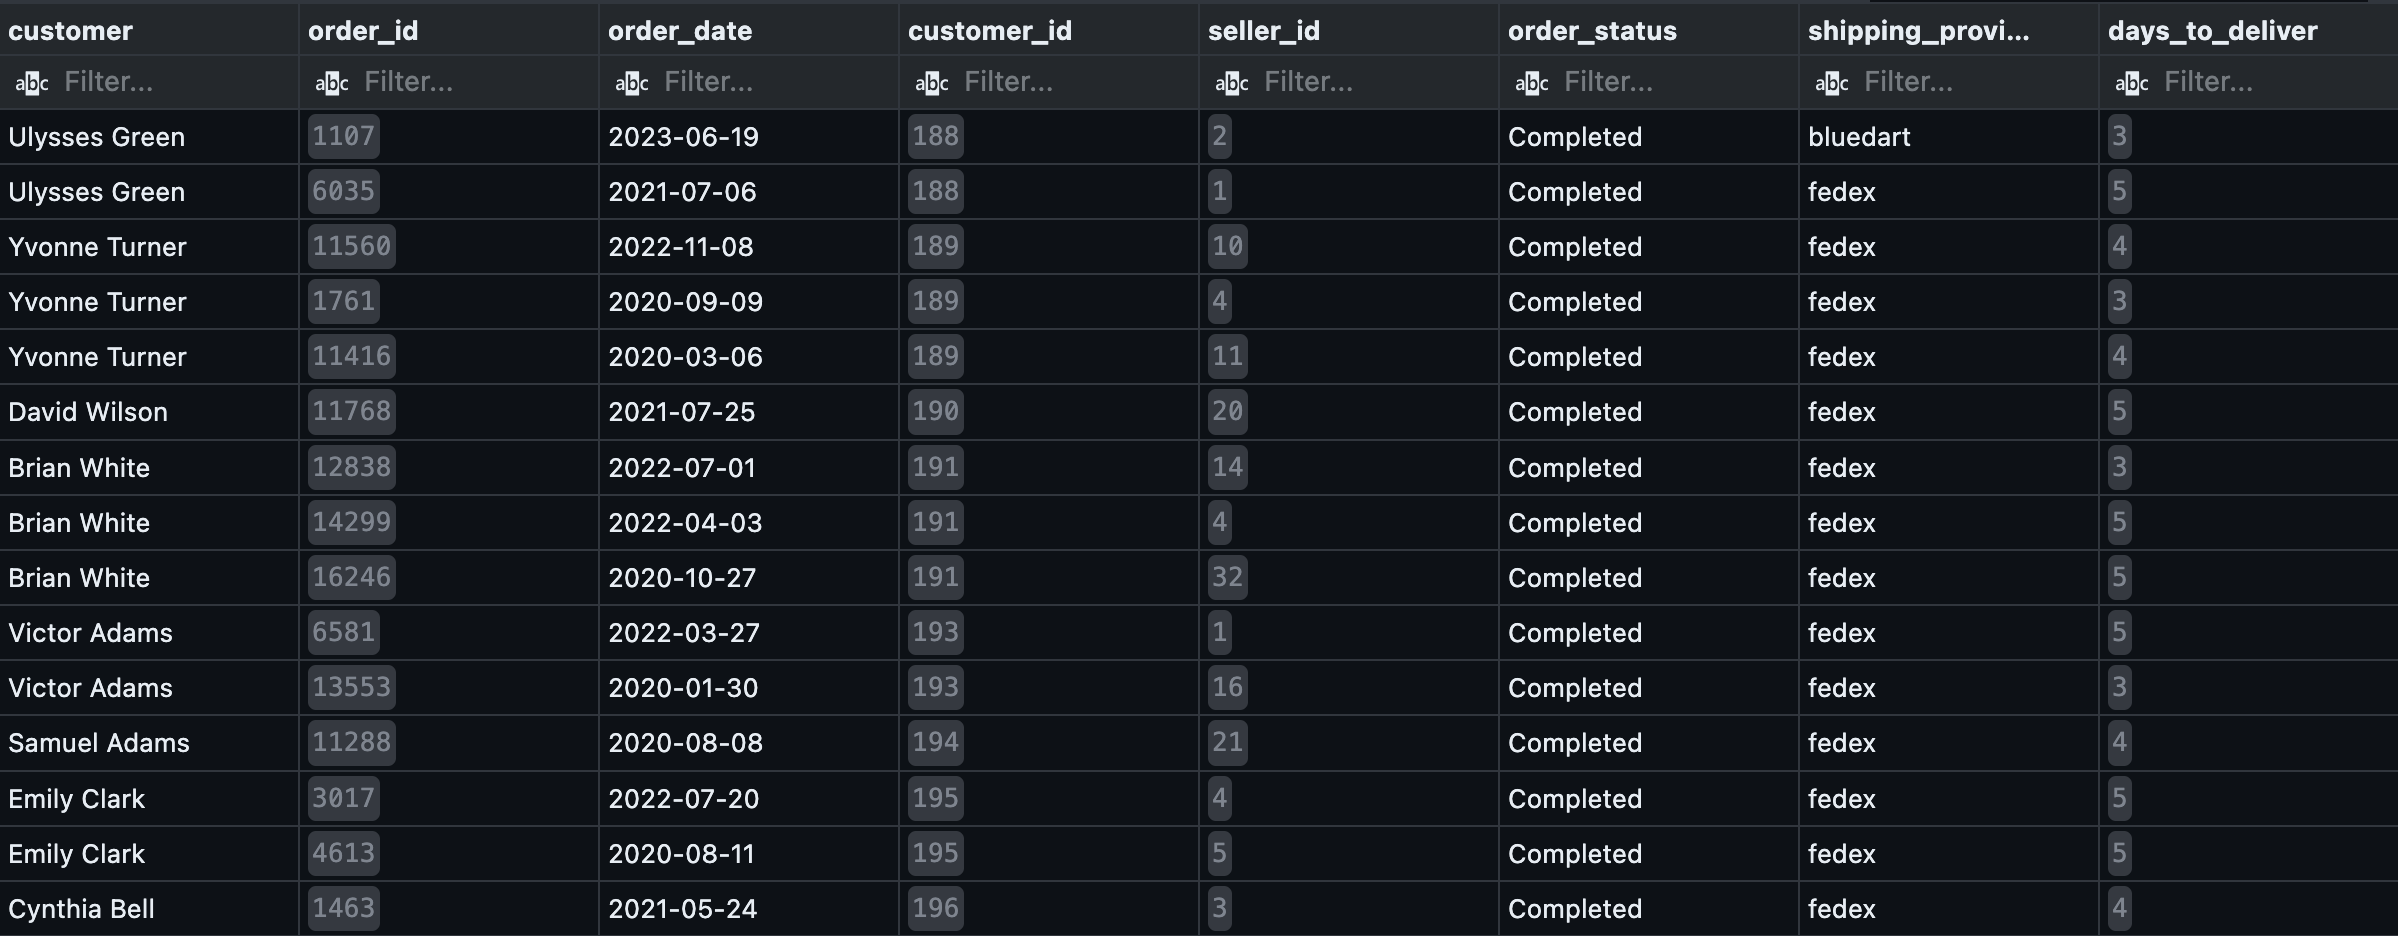 customer order_id order_date customer_id seller_id order_status shipping_provi... days_to_deliver
abc Filter... abc Filter... abc Filter... abc Filter... abc Filter... abc Filter... abc Filter... abc Filter...
Ulysses Green 1107 2023-06-19 188 2 Completed bluedart 3
Ulysses Green 6035 2021-07-06 188 1 Completed fedex 5
Yvonne Turner 11560 2022-11-08 189 10 Completed fedex 4
Yvonne Turner 1761 2020-09-09 189 4 Completed fedex 3
Yvonne Turner 11416 2020-03-06 189 11 Completed fedex 4
David Wilson 11768 2021-07-25 190 20 Completed fedex 5
Brian White 12838 2022-07-01 191 14 Completed fedex 3
Brian White 14299 2022-04-03 191 4 Completed fedex 5
Brian White 16246 2020-10-27 191 32 Completed fedex 5
Victor Adams 6581 2022-03-27 193 1 Completed fedex 5
Victor Adams 13553 2020-01-30 193 16 Completed fedex 3
Samuel Adams 11288 2020-08-08 194 21 Completed fedex 4
Emily Clark 3017 2022-07-20 195 4 Completed fedex 5
Emily Clark 4613 2020-08-11 195 5 Completed fedex 5
Cynthia Bell 1463 2021-05-24 196 3 Completed fedex 4